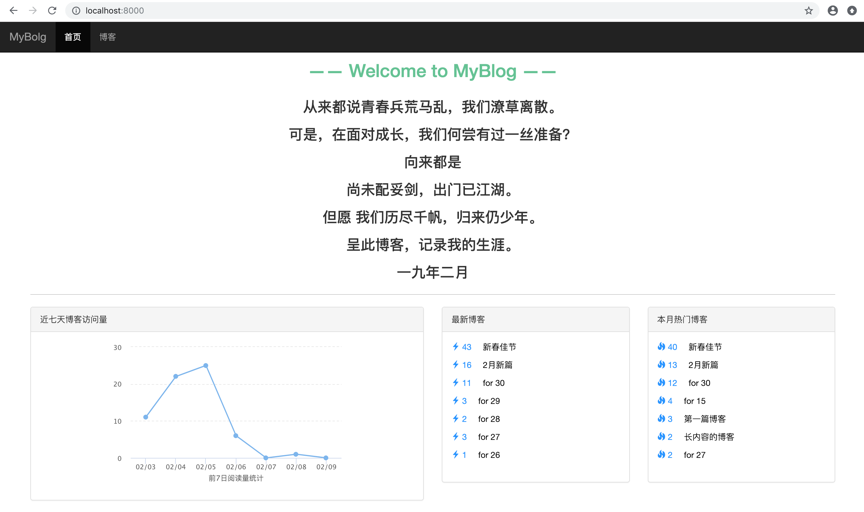 localhost:8000
MyBolg 首页 博客
—— Welcome to MyBlog ——
从来都说青春兵荒马乱，我们潦草离散。
可是，在面对成长，我们何尝有过一丝准备?
向来都是
尚未配妥剑，出门已江湖。
但愿 我们历尽千帆，归来仍少年。
呈此博客，记录我的生涯。
一九年二月
近七天博客访问量
30
20
10
0
02/03 02/04 02/05 02/06 02/07 02/08 02/09
前7日阅读量统计
最新博客
43 新春佳节
16 2月新篇
11 for 30
3 for 29
2 for 28
3 for 27
1 for 26
本月热门博客
40 新春佳节
13 2月新篇
12 for 30
4 for 15
3 第一篇博客
2 长内容的博客
2 for 27